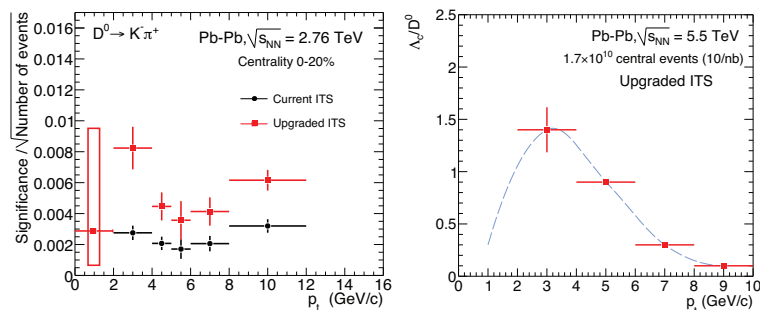 Significance /√Number of events
0.016
0.014
0.012
0.01
0.008
0.006
0.004
0.002
0
D⁰→ K⁻π⁺
Pb-Pb,√sNN = 2.76 TeV
Centrality 0-20%
Current ITS
Upgraded ITS
0 2 4 6 8 10 12 14 16
pt (GeV/c)
Λc/D⁰
2
1.5
1
0.5
0
Pb-Pb,√sNN = 5.5 TeV
1.7×10¹⁰ central events (10/nb)
Upgraded ITS
0 1 2 3 4 5 6 7 8 9 10
pt (GeV/c)